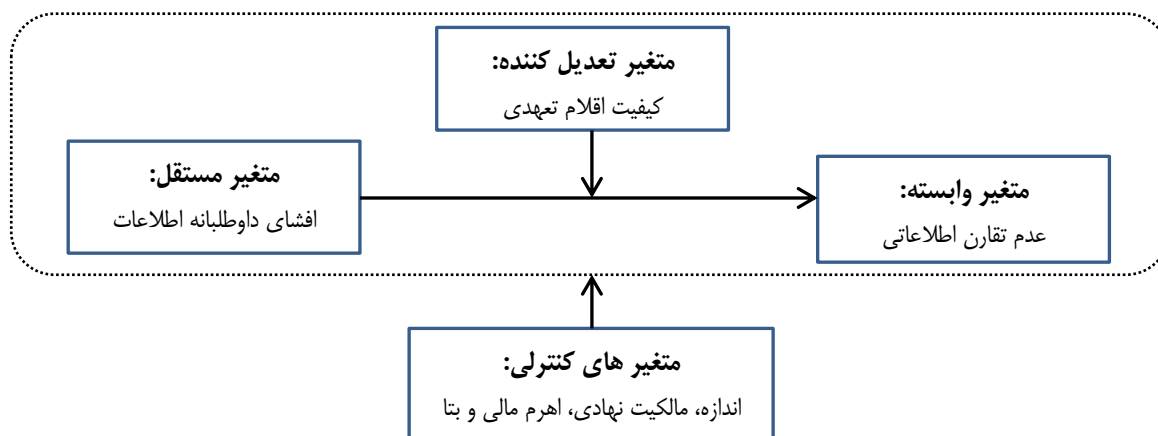 متغیر تعدیل کننده:
کیفیت اقلام تعهدی
متغیر مستقل:
افشای داوطلبانه اطلاعات
متغیر وابسته:
عدم تقارن اطلاعاتی
متغیر های کنترلی:
اندازه، مالکیت نهادی، اهرم مالی و بتا